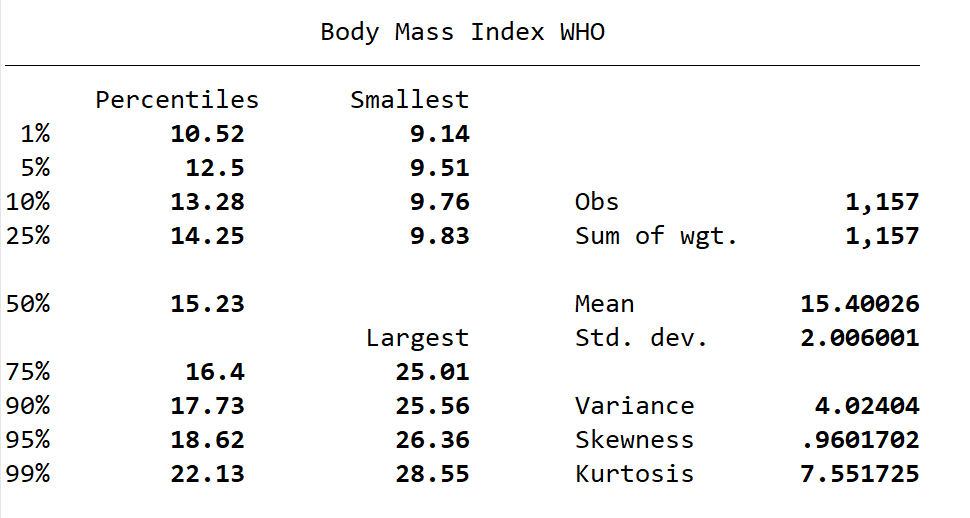 Body Mass Index WHO
Percentiles Smallest
1% 10.52 9.14
5% 12.5 9.51
10% 13.28 9.76 Obs 1,157
25% 14.25 9.83 Sum of wgt. 1,157
50% 15.23 Mean 15.40026
Largest Std. dev. 2.006001
75% 16.4 25.01
90% 17.73 25.56 Variance 4.02404
95% 18.62 26.36 Skewness .9601702
99% 22.13 28.55 Kurtosis 7.551725